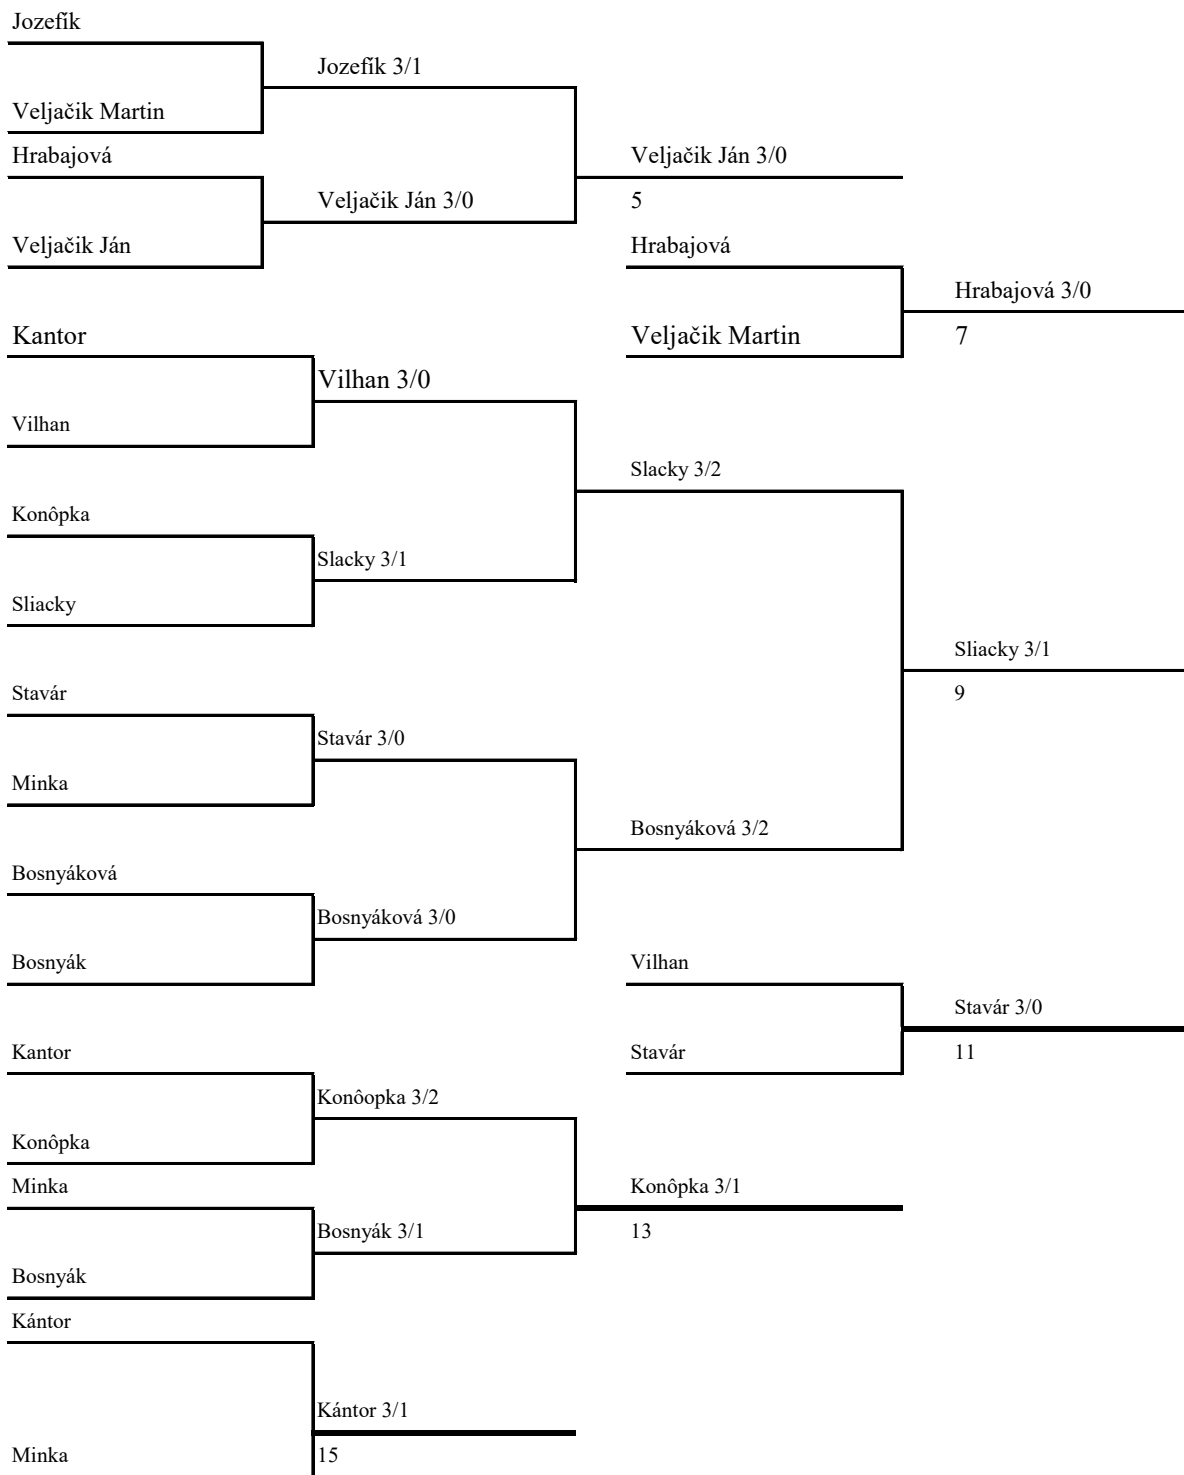 Jozefík
Jozefík 3/1
Veljačik Martin
Hrabajová
Veljačik Ján 3/0
Veljačik Ján 3/0
5
Veljačik Ján
Hrabajová
Hrabajová 3/0
Kantor
Veljačik Martin
7
Vilhan 3/0
Vilhan
Slacky 3/2
Konôpka
Slacky 3/1
Sliacky
Sliacky 3/1
Stavár
9
Stavár 3/0
Minka
Bosnyáková 3/2
Bosnyáková
Bosnyáková 3/0
Bosnyák
Vilhan
Stavár 3/0
Kantor
Stavár
11
Konôopka 3/2
Konôpka
Minka
Konôpka 3/1
Bosnyák 3/1
13
Bosnyák
Kántor
Kántor 3/1
Minka
15